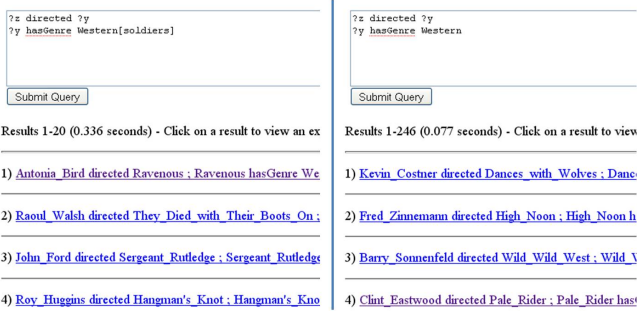 ?z directed ?y
?y hasGenre Western[soldiers]
Submit Query
Results 1-20 (0.336 seconds) - Click on a result to view an ex
1) Antonia_Bird directed Ravenous ; Ravenous hasGenre We
2) Raoul_Walsh directed They_Died_with_Their_Boots_On ;
3) John_Ford directed Sergeant_Rutledge ; Sergeant_Rutledge
4) Roy_Huggins directed Hangman's_Knot ; Hangman's_Kno
?z directed ?y
?y hasGenre Western
Submit Query
Results 1-246 (0.077 seconds) - Click on a result to view
1) Kevin_Costner directed Dances_with_Wolves ; Dance
2) Fred_Zinnemann directed High_Noon ; High_Noon h
3) Barry_Sonnenfeld directed Wild_Wild_West ; Wild_W
4) Clint_Eastwood directed Pale_Rider ; Pale_Rider has